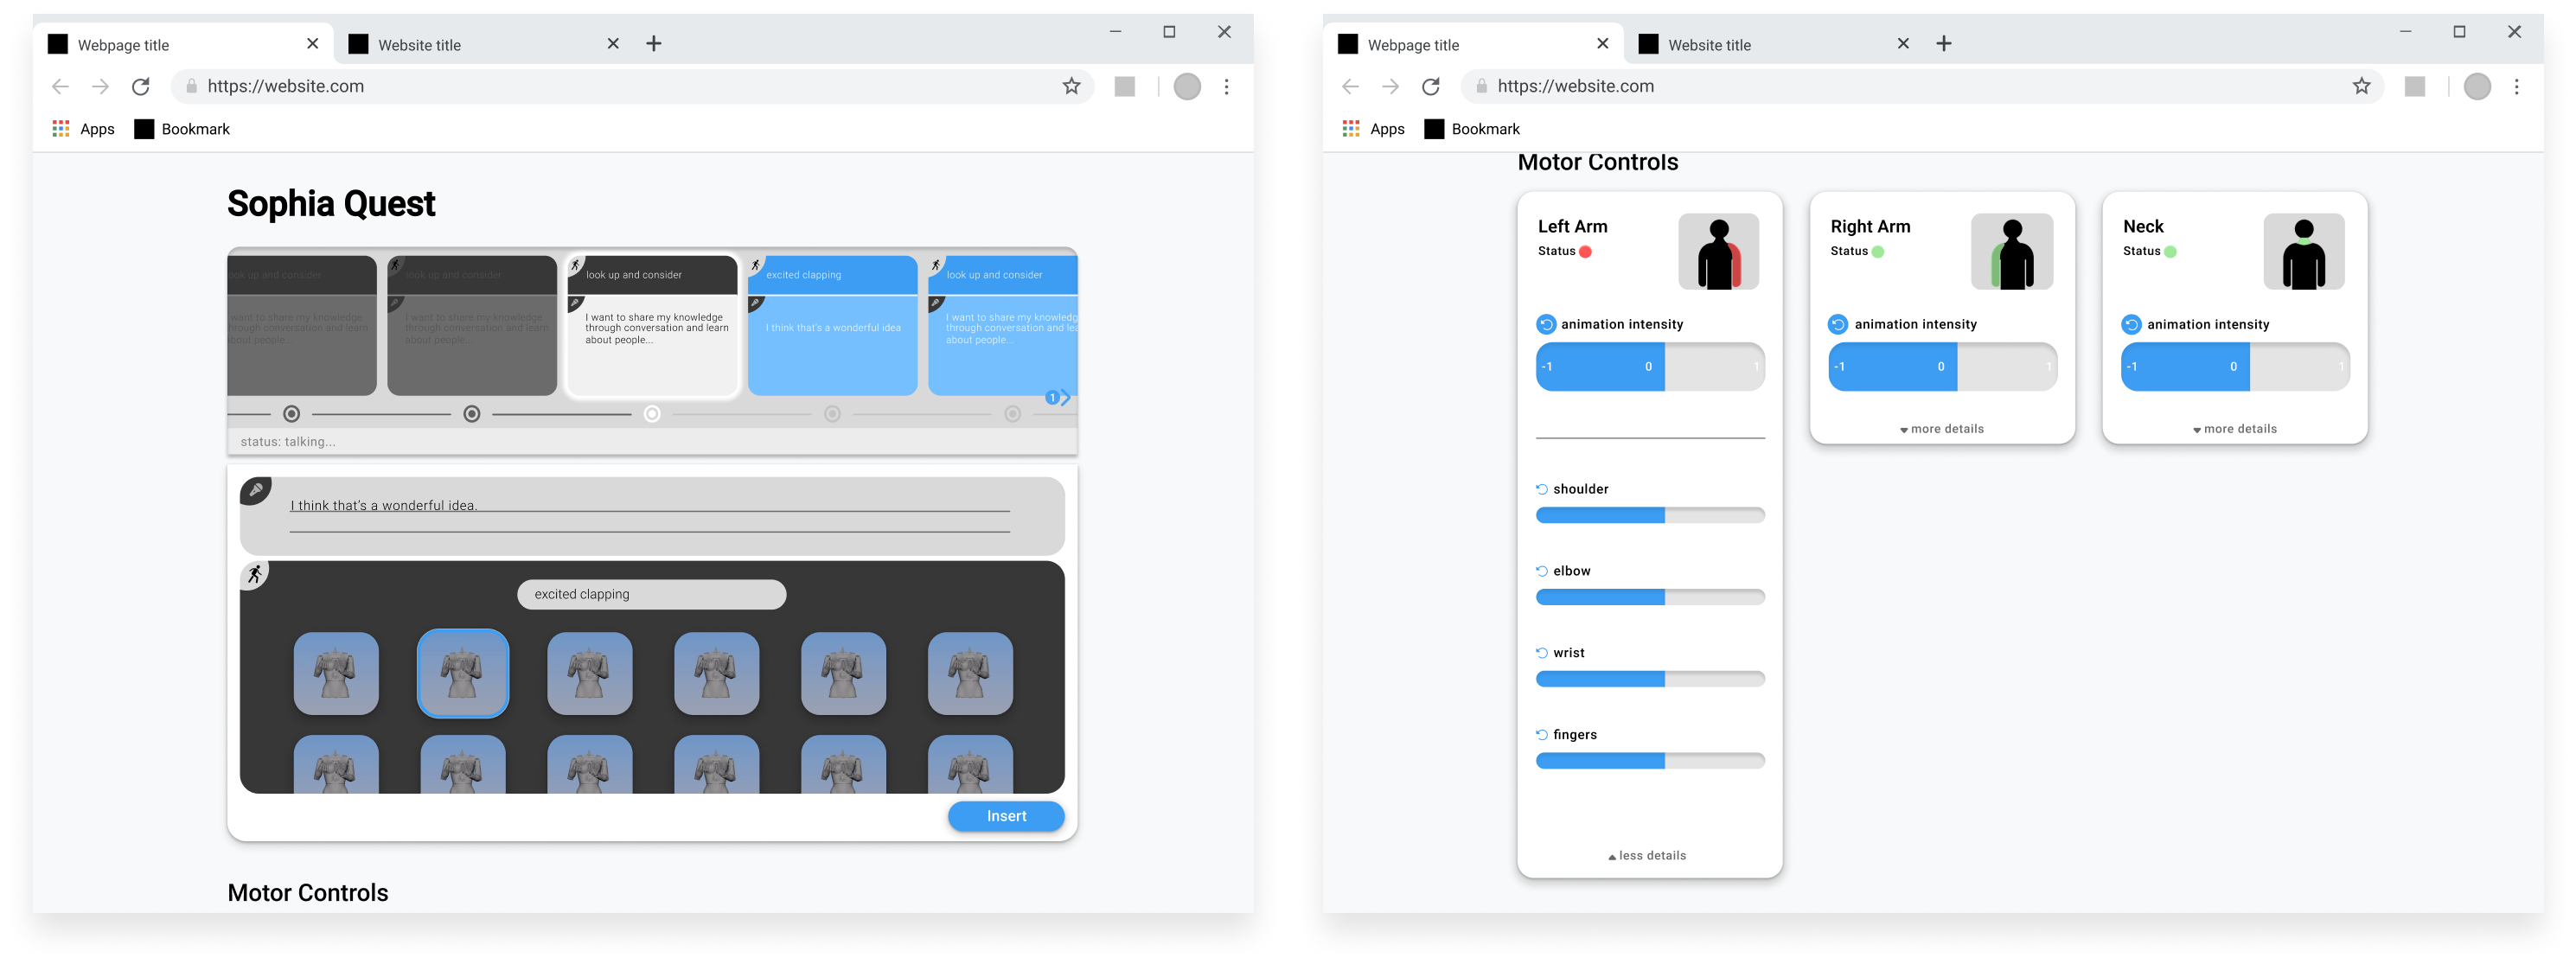 Webpage title
Website title
https://website.com
Apps
Bookmark
Sophia Quest
look up and consider
look up and consider
look up and consider
excited clapping
look up and consider
want to share my knowledge
through conversation and learn
about people...
I want to share my knowledge
through conversation and learn
about people...
I want to share my knowledge
through conversation and learn
about people...
I think that's a wonderful idea
I want to share my knowledg
through conversation and lea
about people...
1
status: talking...
I think that's a wonderful idea.
excited clapping
Insert
Motor Controls
Webpage title
Website title
https://website.com
Apps
Bookmark
Motor Controls
Left Arm
Status
animation intensity
-1 0 1
shoulder
elbow
wrist
fingers
less details
Right Arm
Status
animation intensity
-1 0 1
more details
Neck
Status
animation intensity
-1 0 1
more details